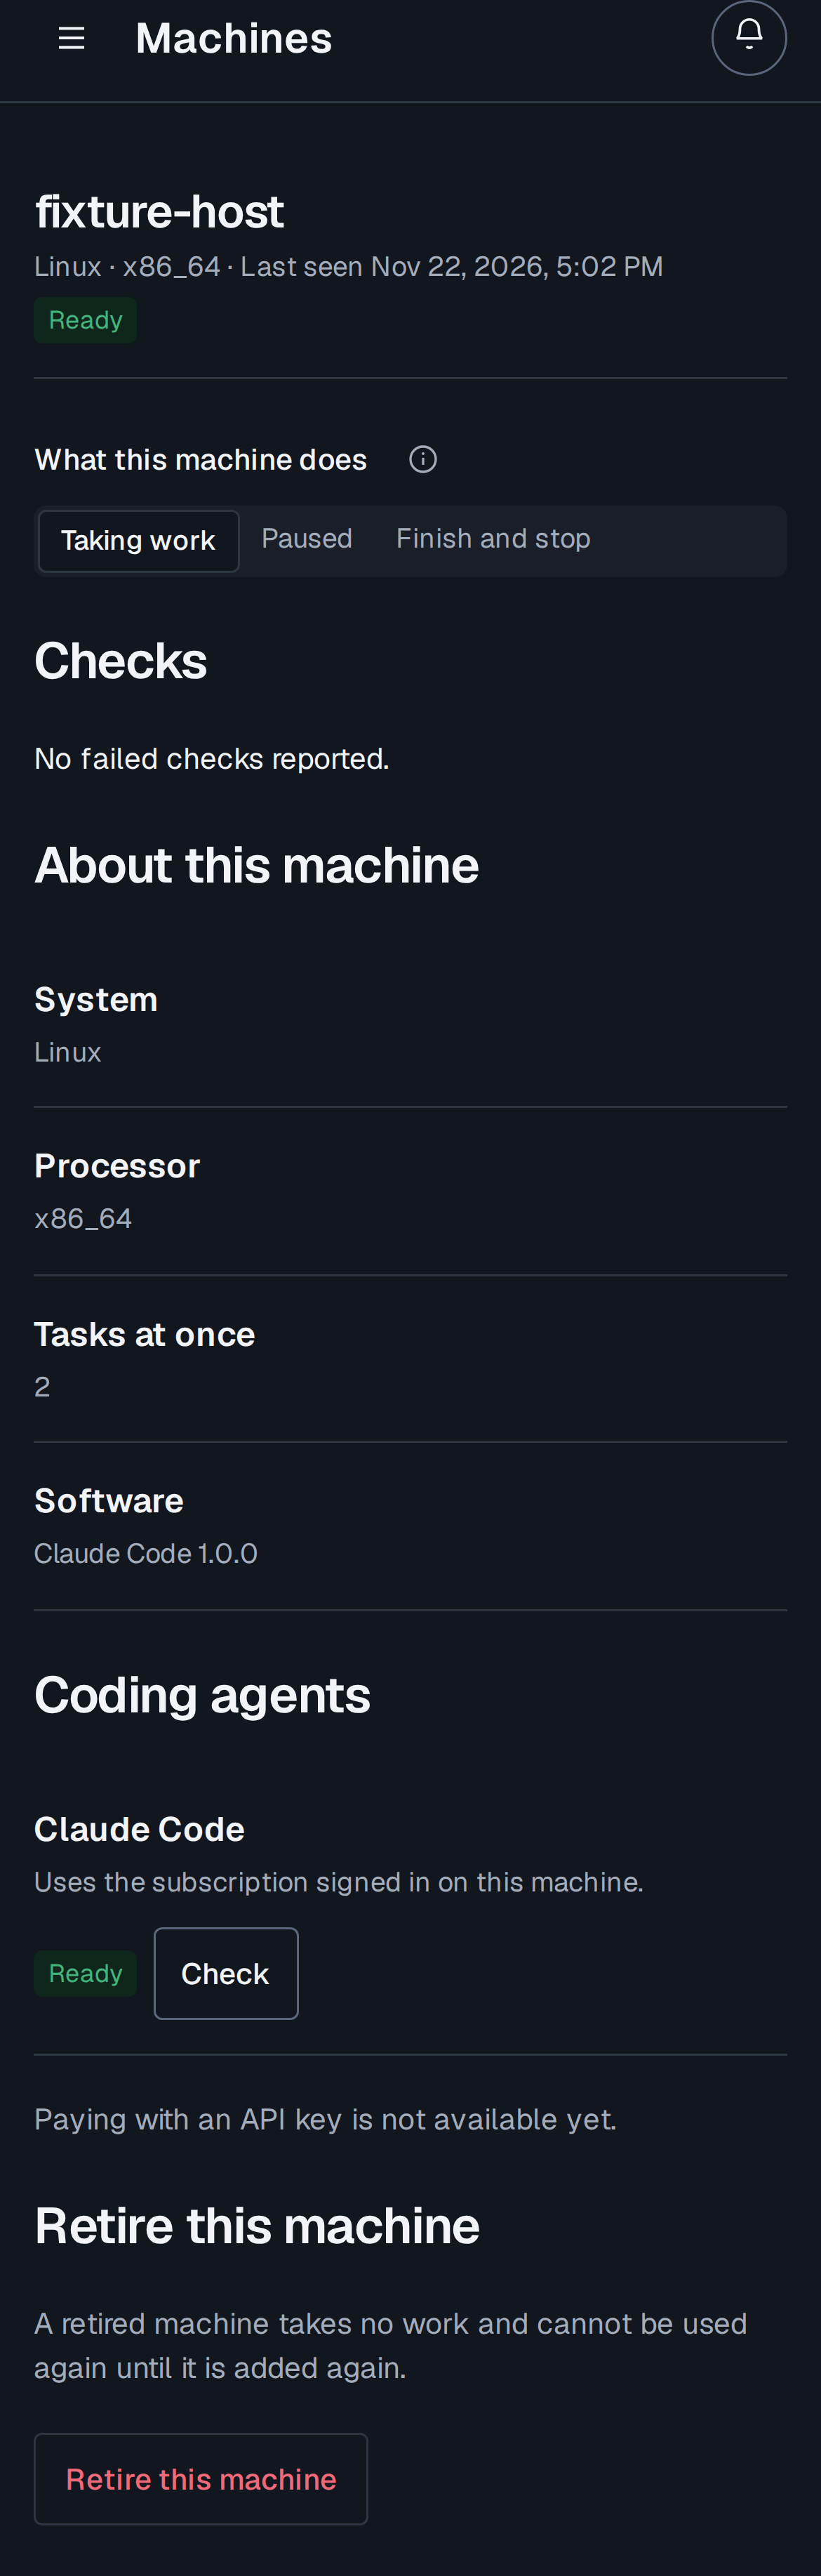 Machines
fixture-host
Linux · x86_64 · Last seen Nov 22, 2026, 5:02 PM
Ready
What this machine does
Taking work Paused Finish and stop
Checks
No failed checks reported.
About this machine
System
Linux
Processor
x86_64
Tasks at once
2
Software
Claude Code 1.0.0
Coding agents
Claude Code
Uses the subscription signed in on this machine.
Ready Check
Paying with an API key is not available yet.
Retire this machine
A retired machine takes no work and cannot be used
again until it is added again.
Retire this machine